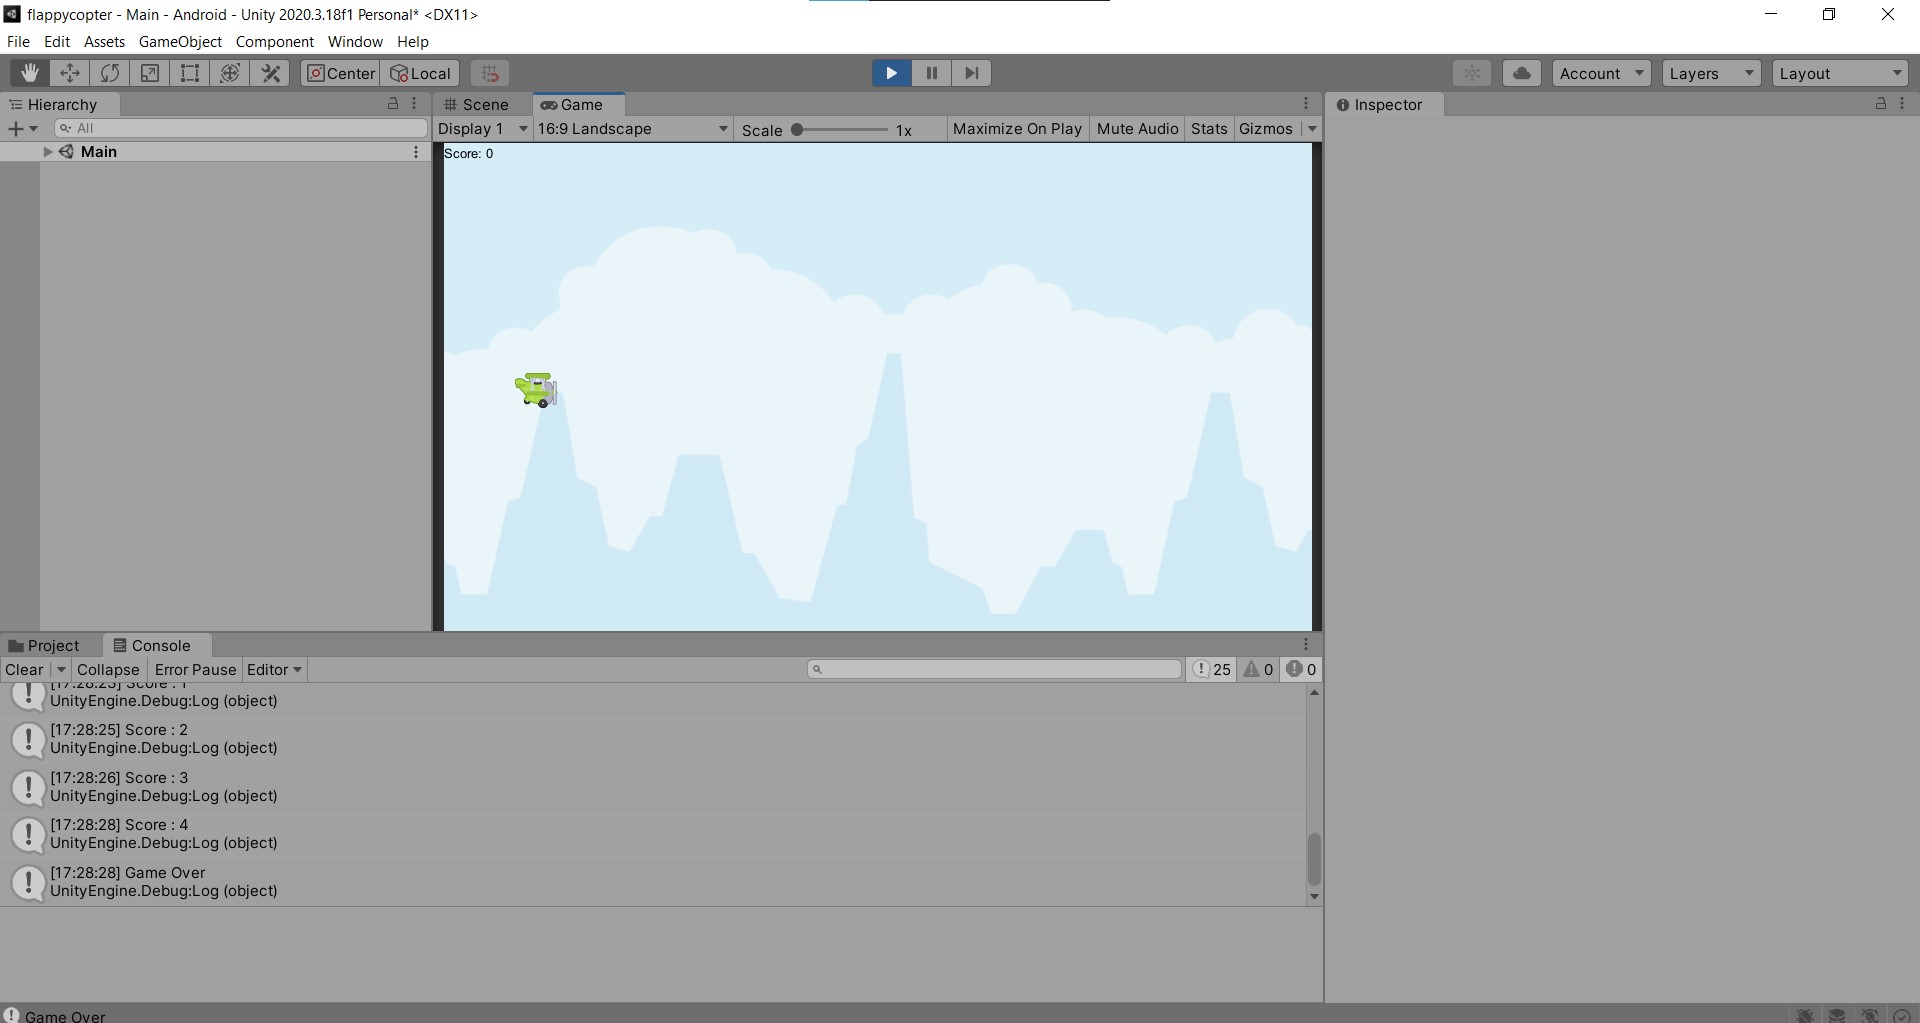 flappycopter - Main - Android - Unity 2020.3.18f1 Personal* <DX11>
File Edit Assets GameObject Component Window Help
Center Local Account Layers Layout
Hierarchy Scene Game Inspector
All Display 1 16:9 Landscape Scale 1x Maximize On Play Mute Audio Stats Gizmos
Main
Score: 0
Project Console
Clear Collapse Error Pause Editor 25 0 0
[17:28:23] Score : 1
UnityEngine.Debug:Log (object)
[17:28:25] Score : 2
UnityEngine.Debug:Log (object)
[17:28:26] Score : 3
UnityEngine.Debug:Log (object)
[17:28:28] Score : 4
UnityEngine.Debug:Log (object)
[17:28:28] Game Over
UnityEngine.Debug:Log (object)
Game Over